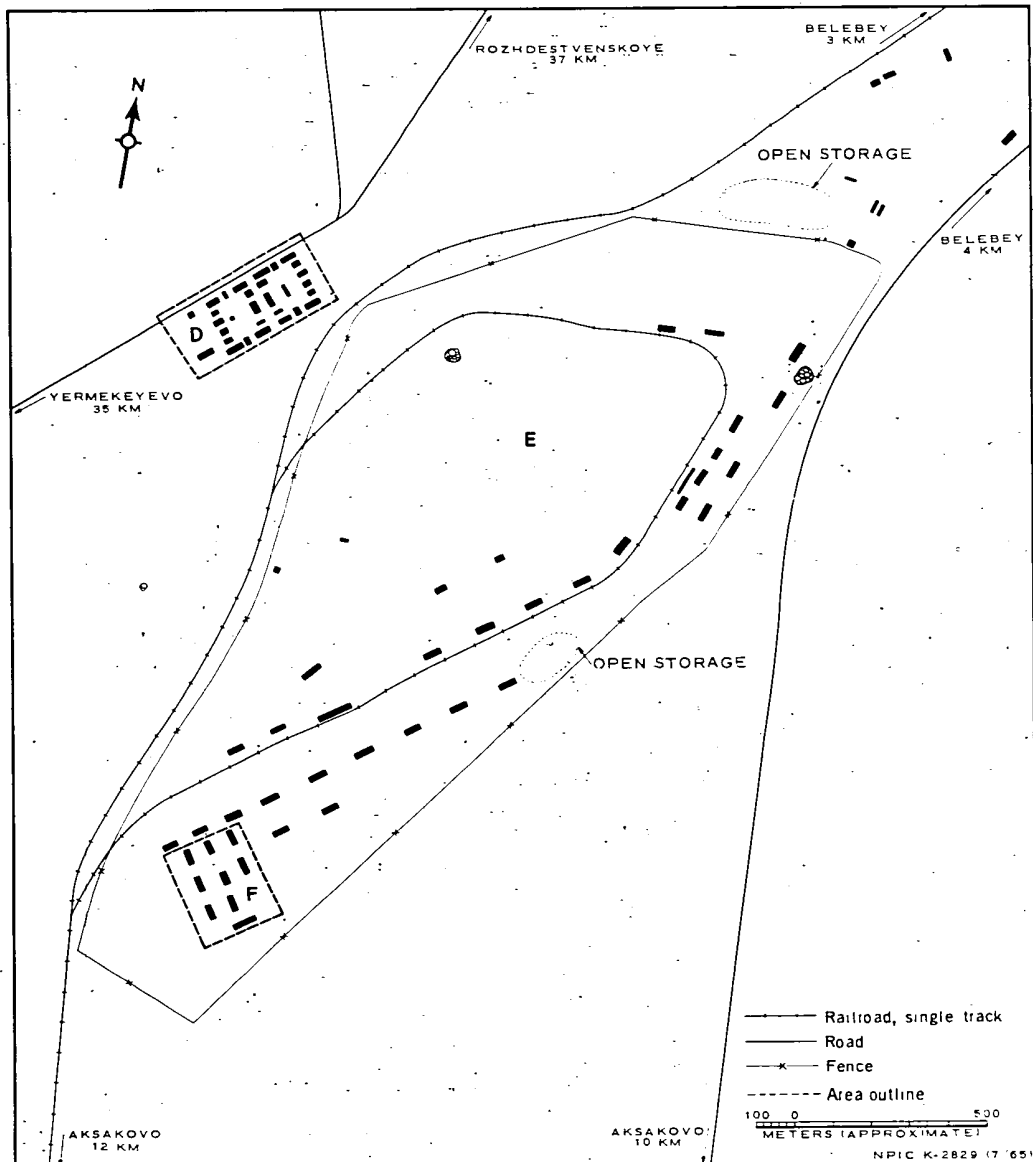 BELEBEY
3 KM
ROZHDESTVENSKOYE
37 KM
N
OPEN STORAGE
BELEBEY
4 KM
D
YERMEKEYEVO
35 KM
E
OPEN STORAGE
F
Railroad, single track
Road
Fence
Area outline
100 0 500
METERS (APPROXIMATE)
AKSAKOVO
12 KM
AKSAKOVO
10 KM
NPIC K-2829 (7/65)